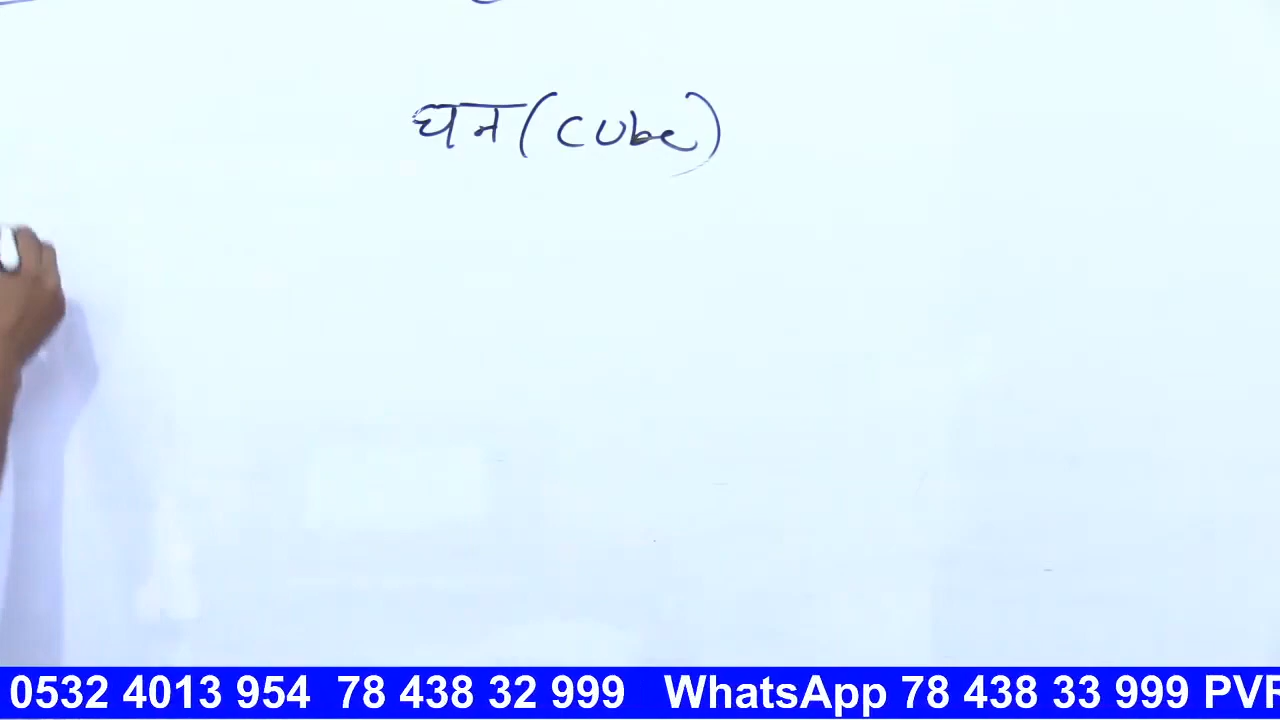 घन (Cube)
0532 4013 954 78 438 32 999 WhatsApp 78 438 33 999 PVF